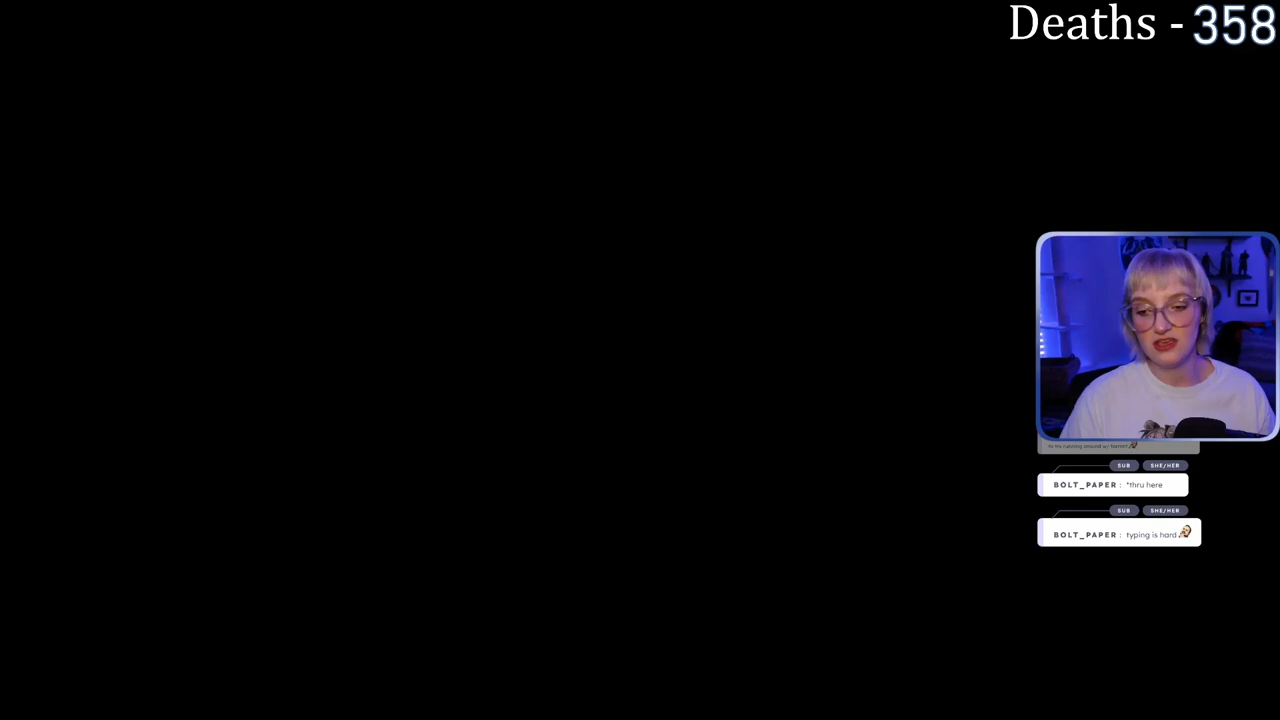 Deaths - 358
SUB SHE/HER
BOLT_PAPER : *thru here
SUB SHE/HER
BOLT_PAPER : typing is hard